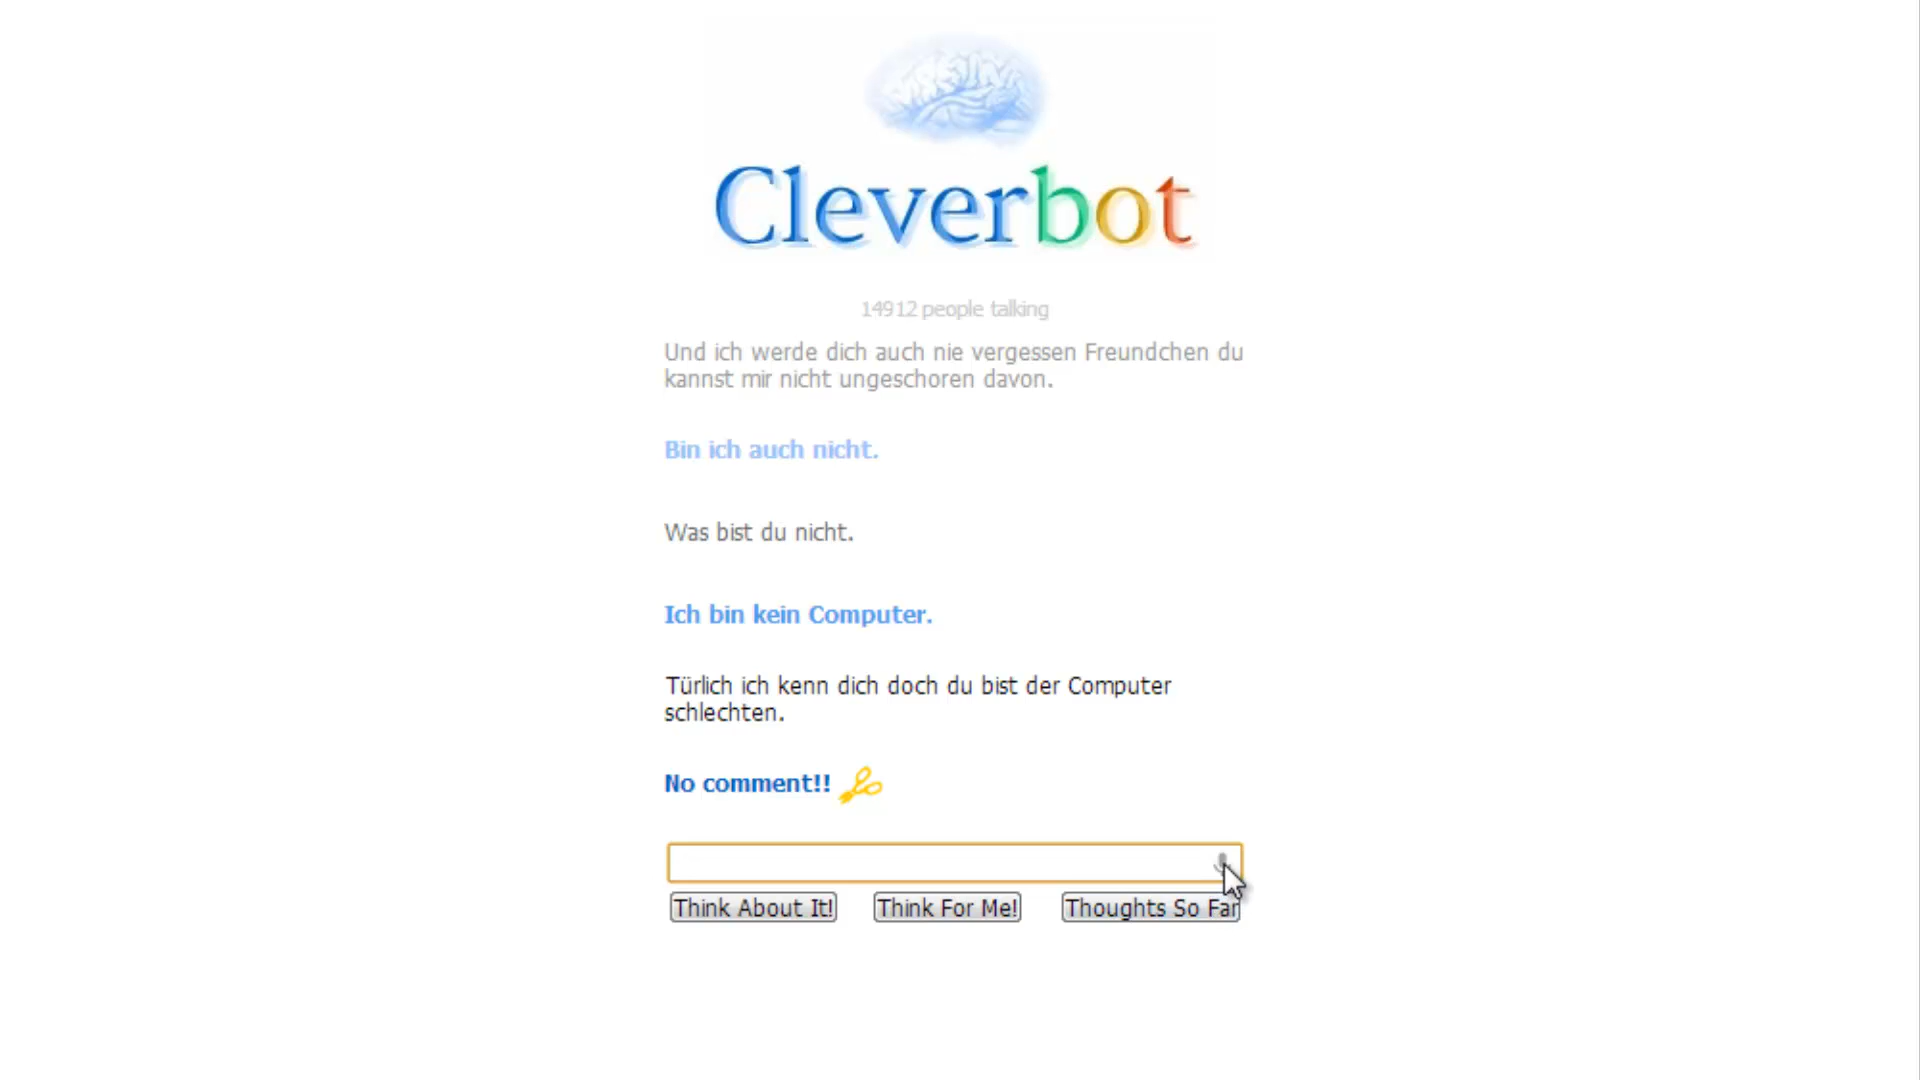 Cleverbot
14912 people talking
Und ich werde dich auch nie vergessen Freundchen du
kannst mir nicht ungeschoren davon.
Bin ich auch nicht.
Was bist du nicht.
Ich bin kein Computer.
Türlich ich kenn dich doch du bist der Computer
schlechten.
No comment!!
Think About It! Think For Me! Thoughts So Far